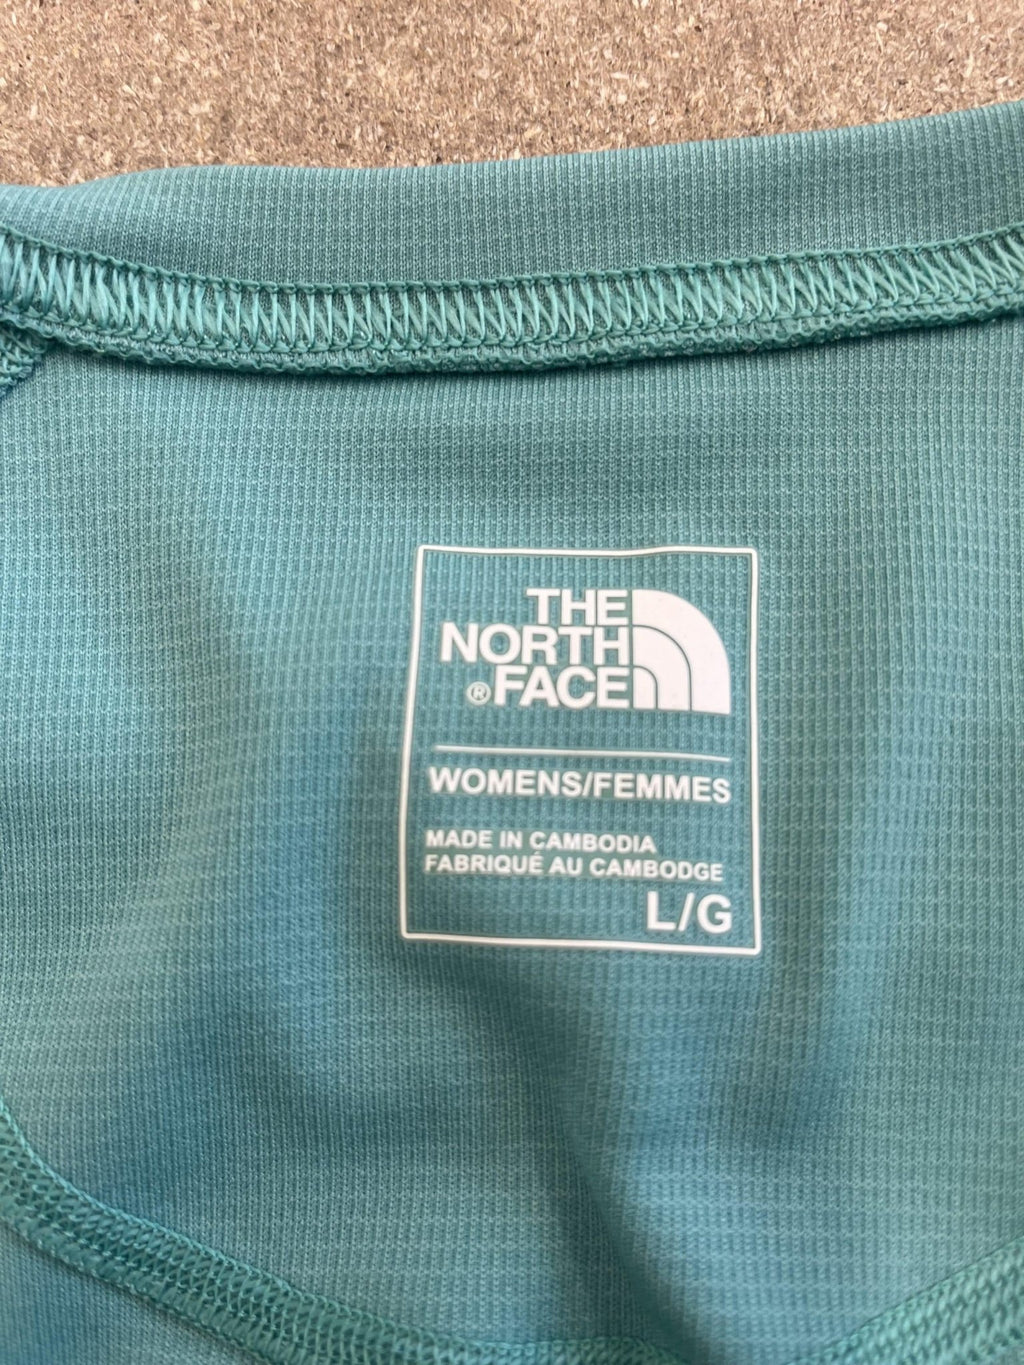 THE
NORTH
®FACE
WOMENS/FEMMES
MADE IN CAMBODIA
FABRIQUÉ AU CAMBODGE
L/G